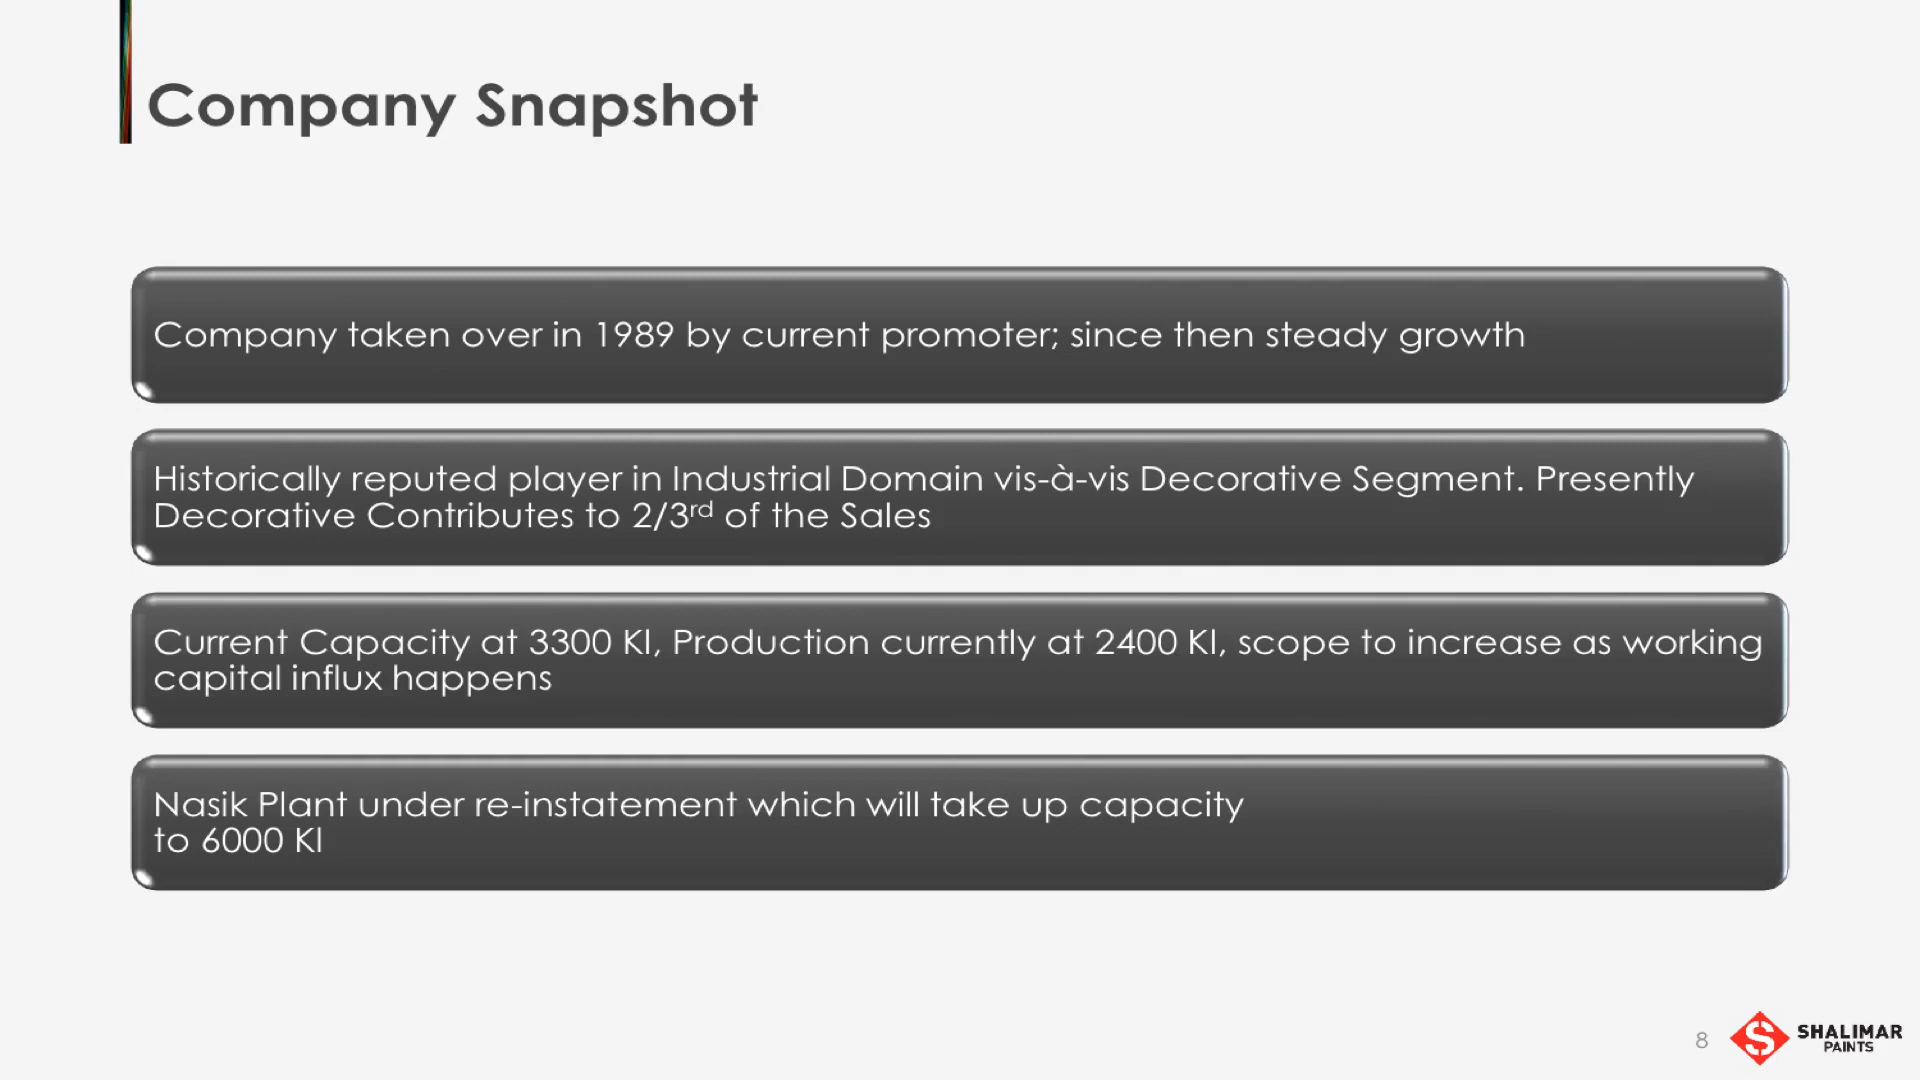 Company Snapshot
Company taken over in 1989 by current promoter; since then steady growth
Historically reputed player in Industrial Domain vis-à-vis Decorative Segment. Presently
Decorative Contributes to 2/3rd of the Sales
Current Capacity at 3300 Kl, Production currently at 2400 Kl, scope to increase as working
capital influx happens
Nasik Plant under re-instatement which will take up capacity
to 6000 Kl
8
SHALIMAR
PAINTS